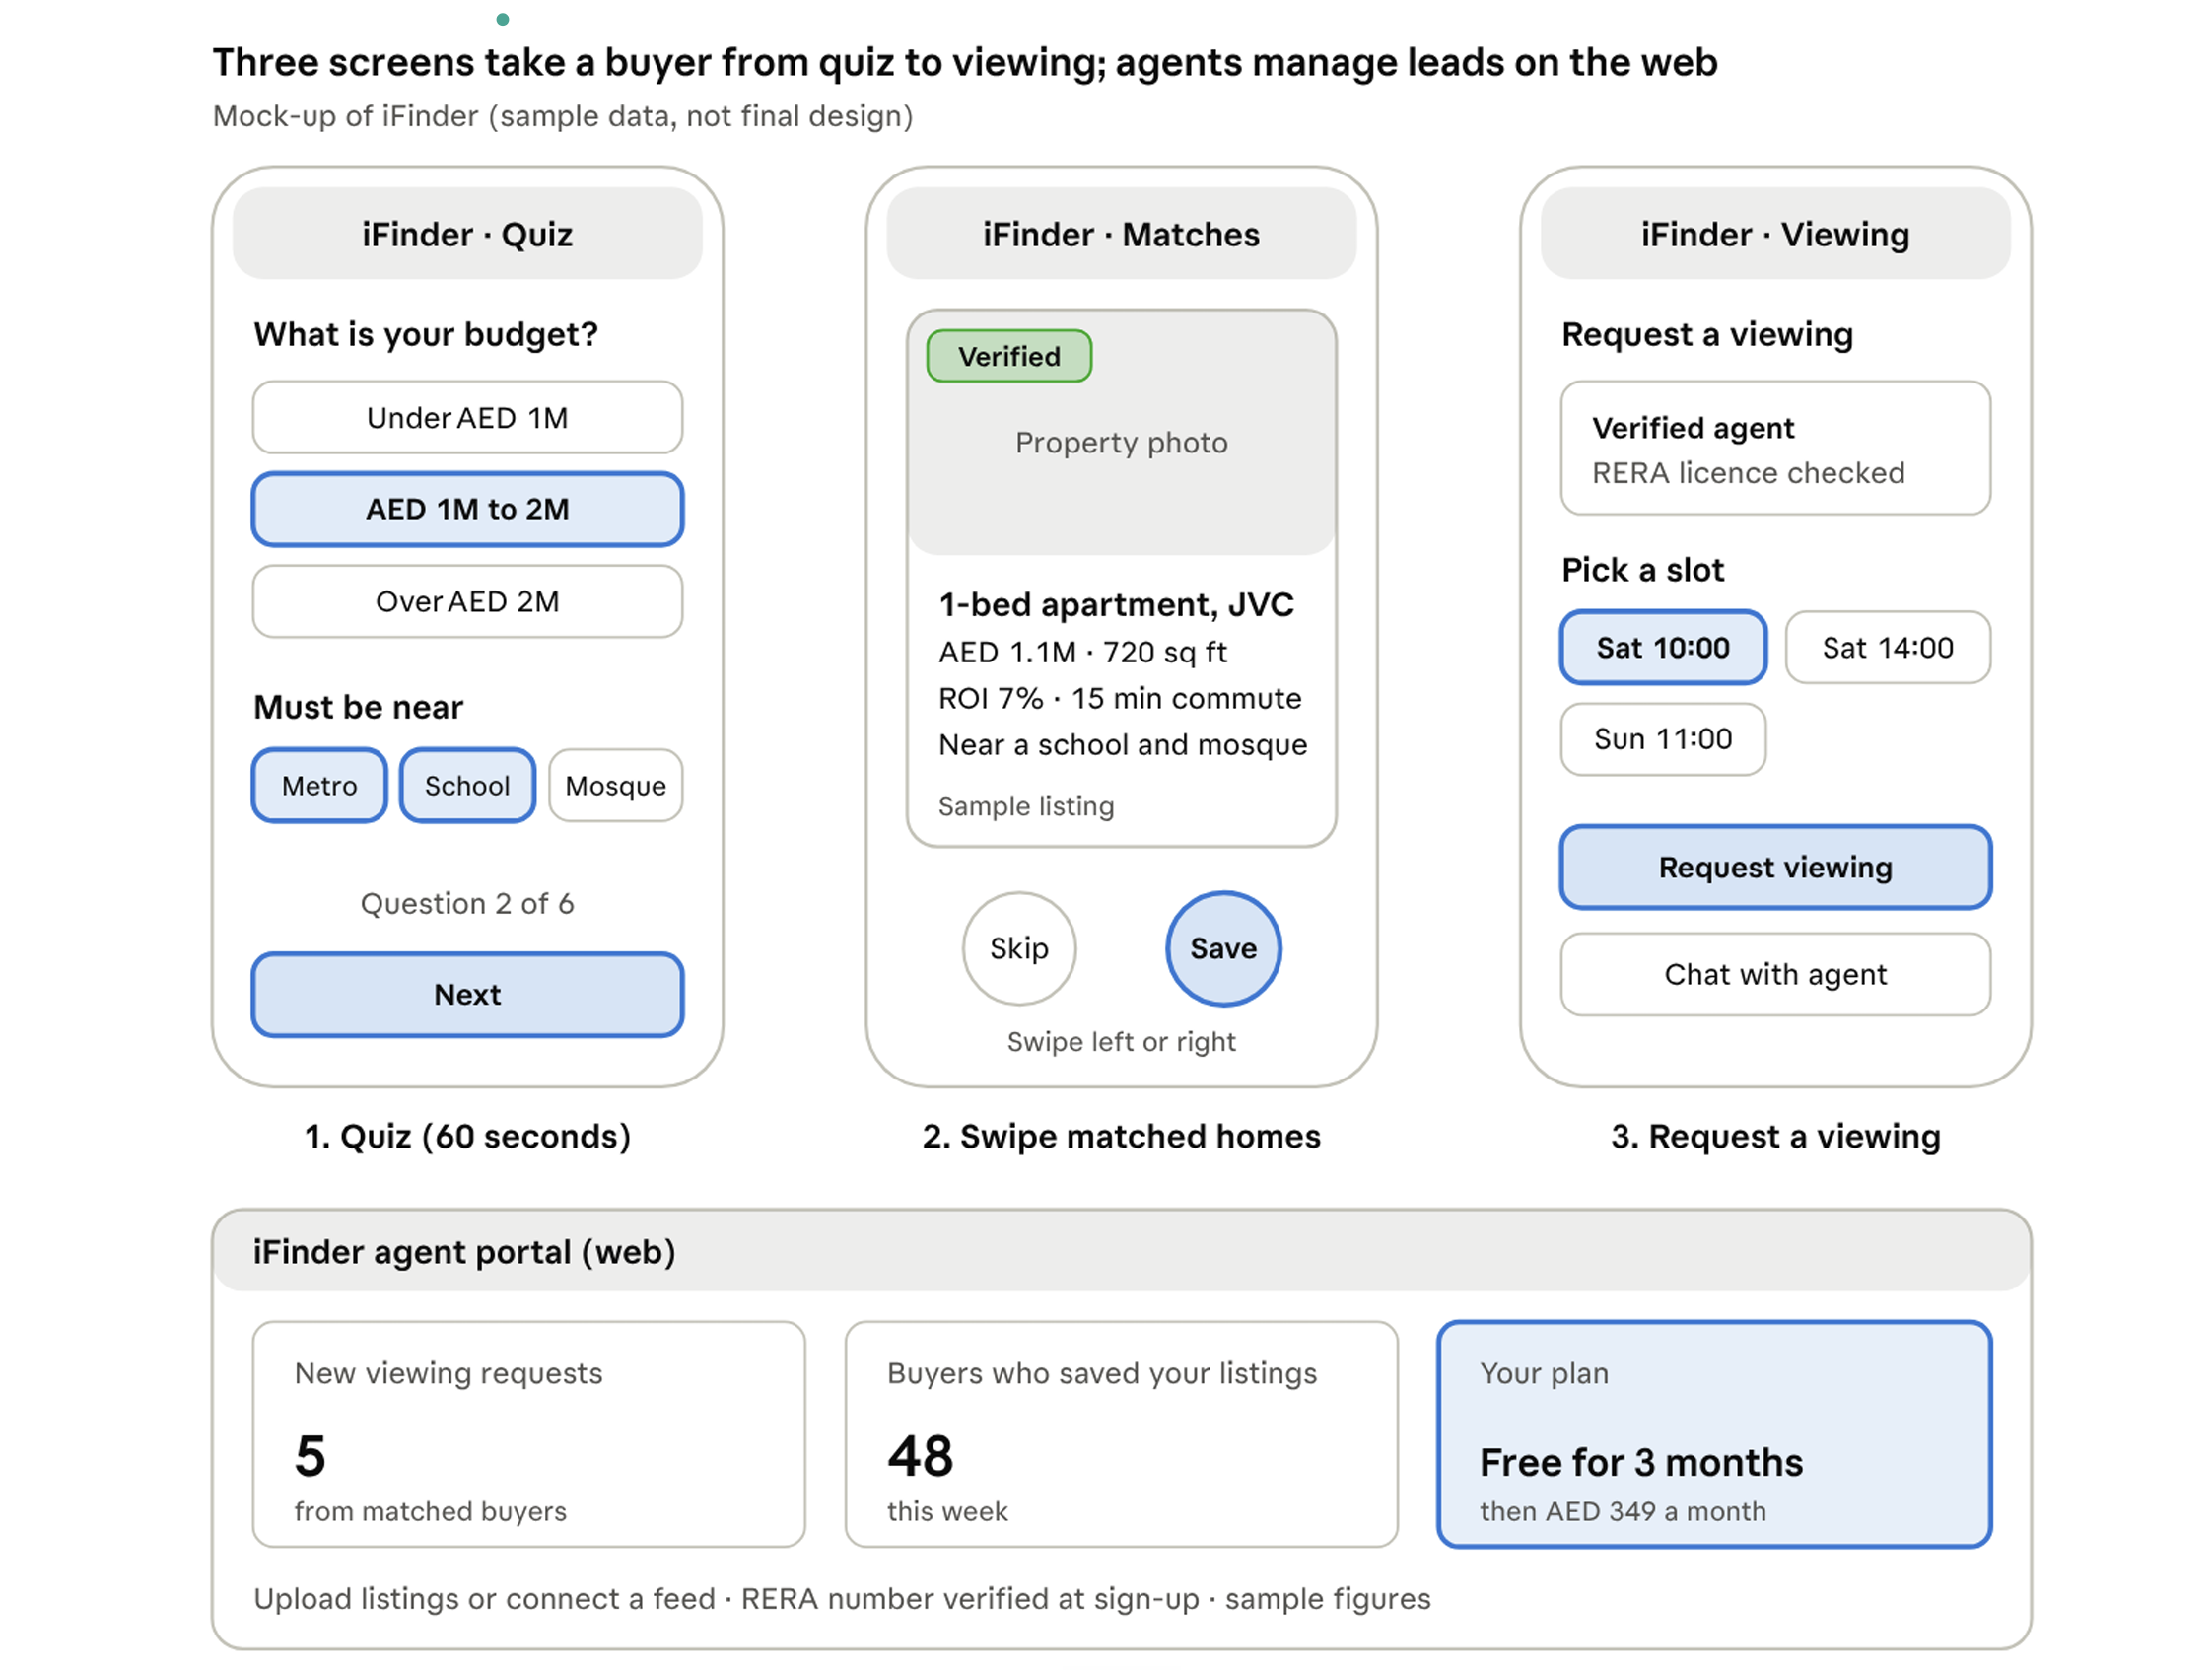 Three screens take a buyer from quiz to viewing; agents manage leads on the web
Mock-up of iFinder (sample data, not final design)
iFinder · Quiz
What is your budget?
Under AED 1M
AED 1M to 2M
Over AED 2M
Must be near
Metro
School
Mosque
Question 2 of 6
Next
1. Quiz (60 seconds)
iFinder · Matches
Verified
Property photo
1-bed apartment, JVC
AED 1.1M · 720 sq ft
ROI 7% · 15 min commute
Near a school and mosque
Sample listing
Skip
Save
Swipe left or right
2. Swipe matched homes
iFinder · Viewing
Request a viewing
Verified agent
RERA licence checked
Pick a slot
Sat 10:00
Sat 14:00
Sun 11:00
Request viewing
Chat with agent
3. Request a viewing
iFinder agent portal (web)
New viewing requests
5
from matched buyers
Buyers who saved your listings
48
this week
Your plan
Free for 3 months
then AED 349 a month
Upload listings or connect a feed · RERA number verified at sign-up · sample figures